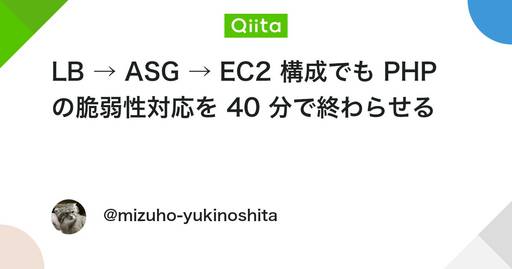 Qiita
LB → ASG → EC2 構成でも PHP
の脆弱性対応を 40 分で終わらせる
@mizuho-yukinoshita